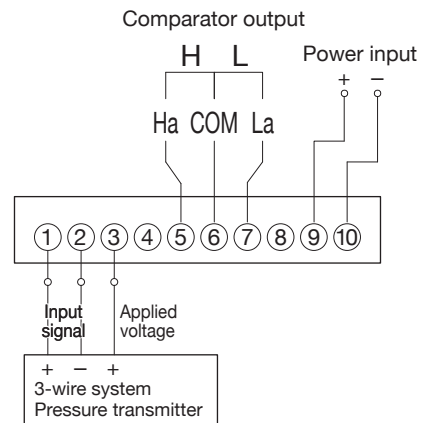 Comparator output
H L
Power input
+ −
Ha COM La
① ② ③ ④ ⑤ ⑥ ⑦ ⑧ ⑨ ⑩
Input signal
Applied voltage
+ − +
3-wire system
Pressure transmitter